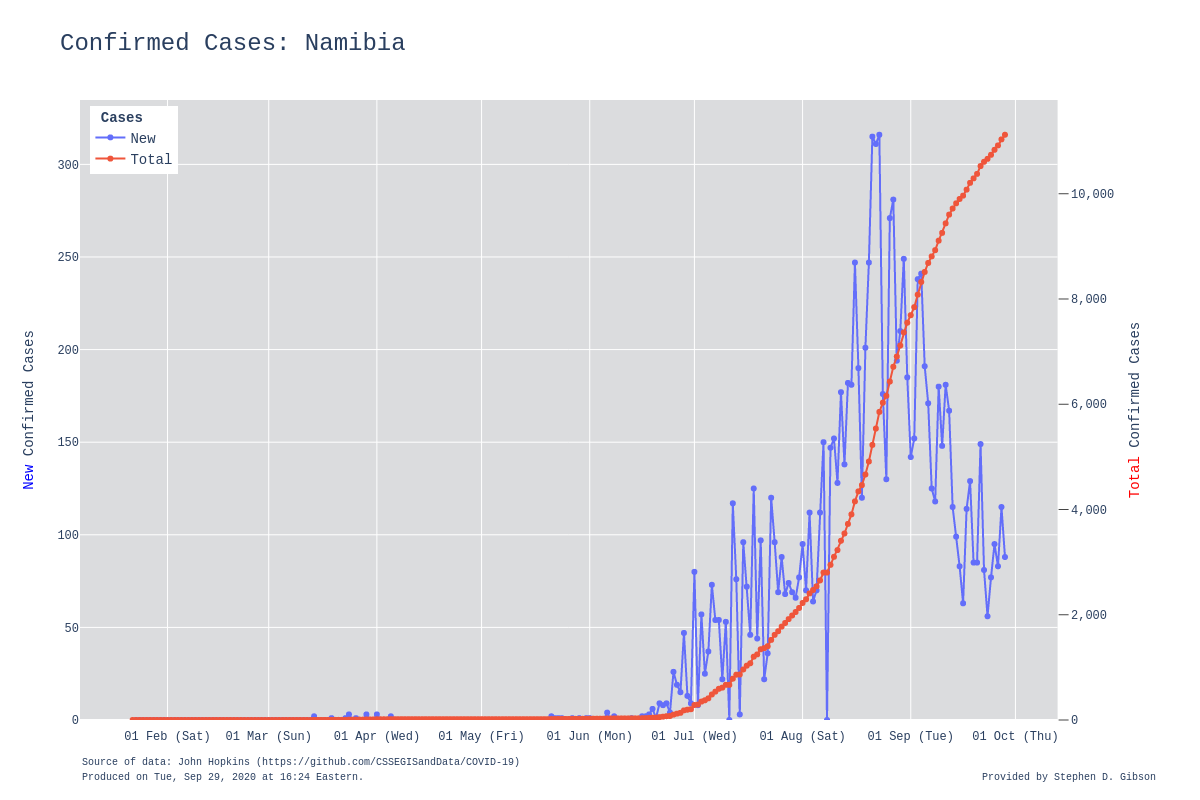 Confirmed Cases: Namibia
Cases
New
Total
300
250
200
150
100
50
0
10,000
8,000
6,000
4,000
2,000
0
New Confirmed Cases
Total Confirmed Cases
01 Feb (Sat)
01 Mar (Sun)
01 Apr (Wed)
01 May (Fri)
01 Jun (Mon)
01 Jul (Wed)
01 Aug (Sat)
01 Sep (Tue)
01 Oct (Thu)
Source of data: John Hopkins (https://github.com/CSSEGISandData/COVID-19)
Produced on Tue, Sep 29, 2020 at 16:24 Eastern.
Provided by Stephen D. Gibson